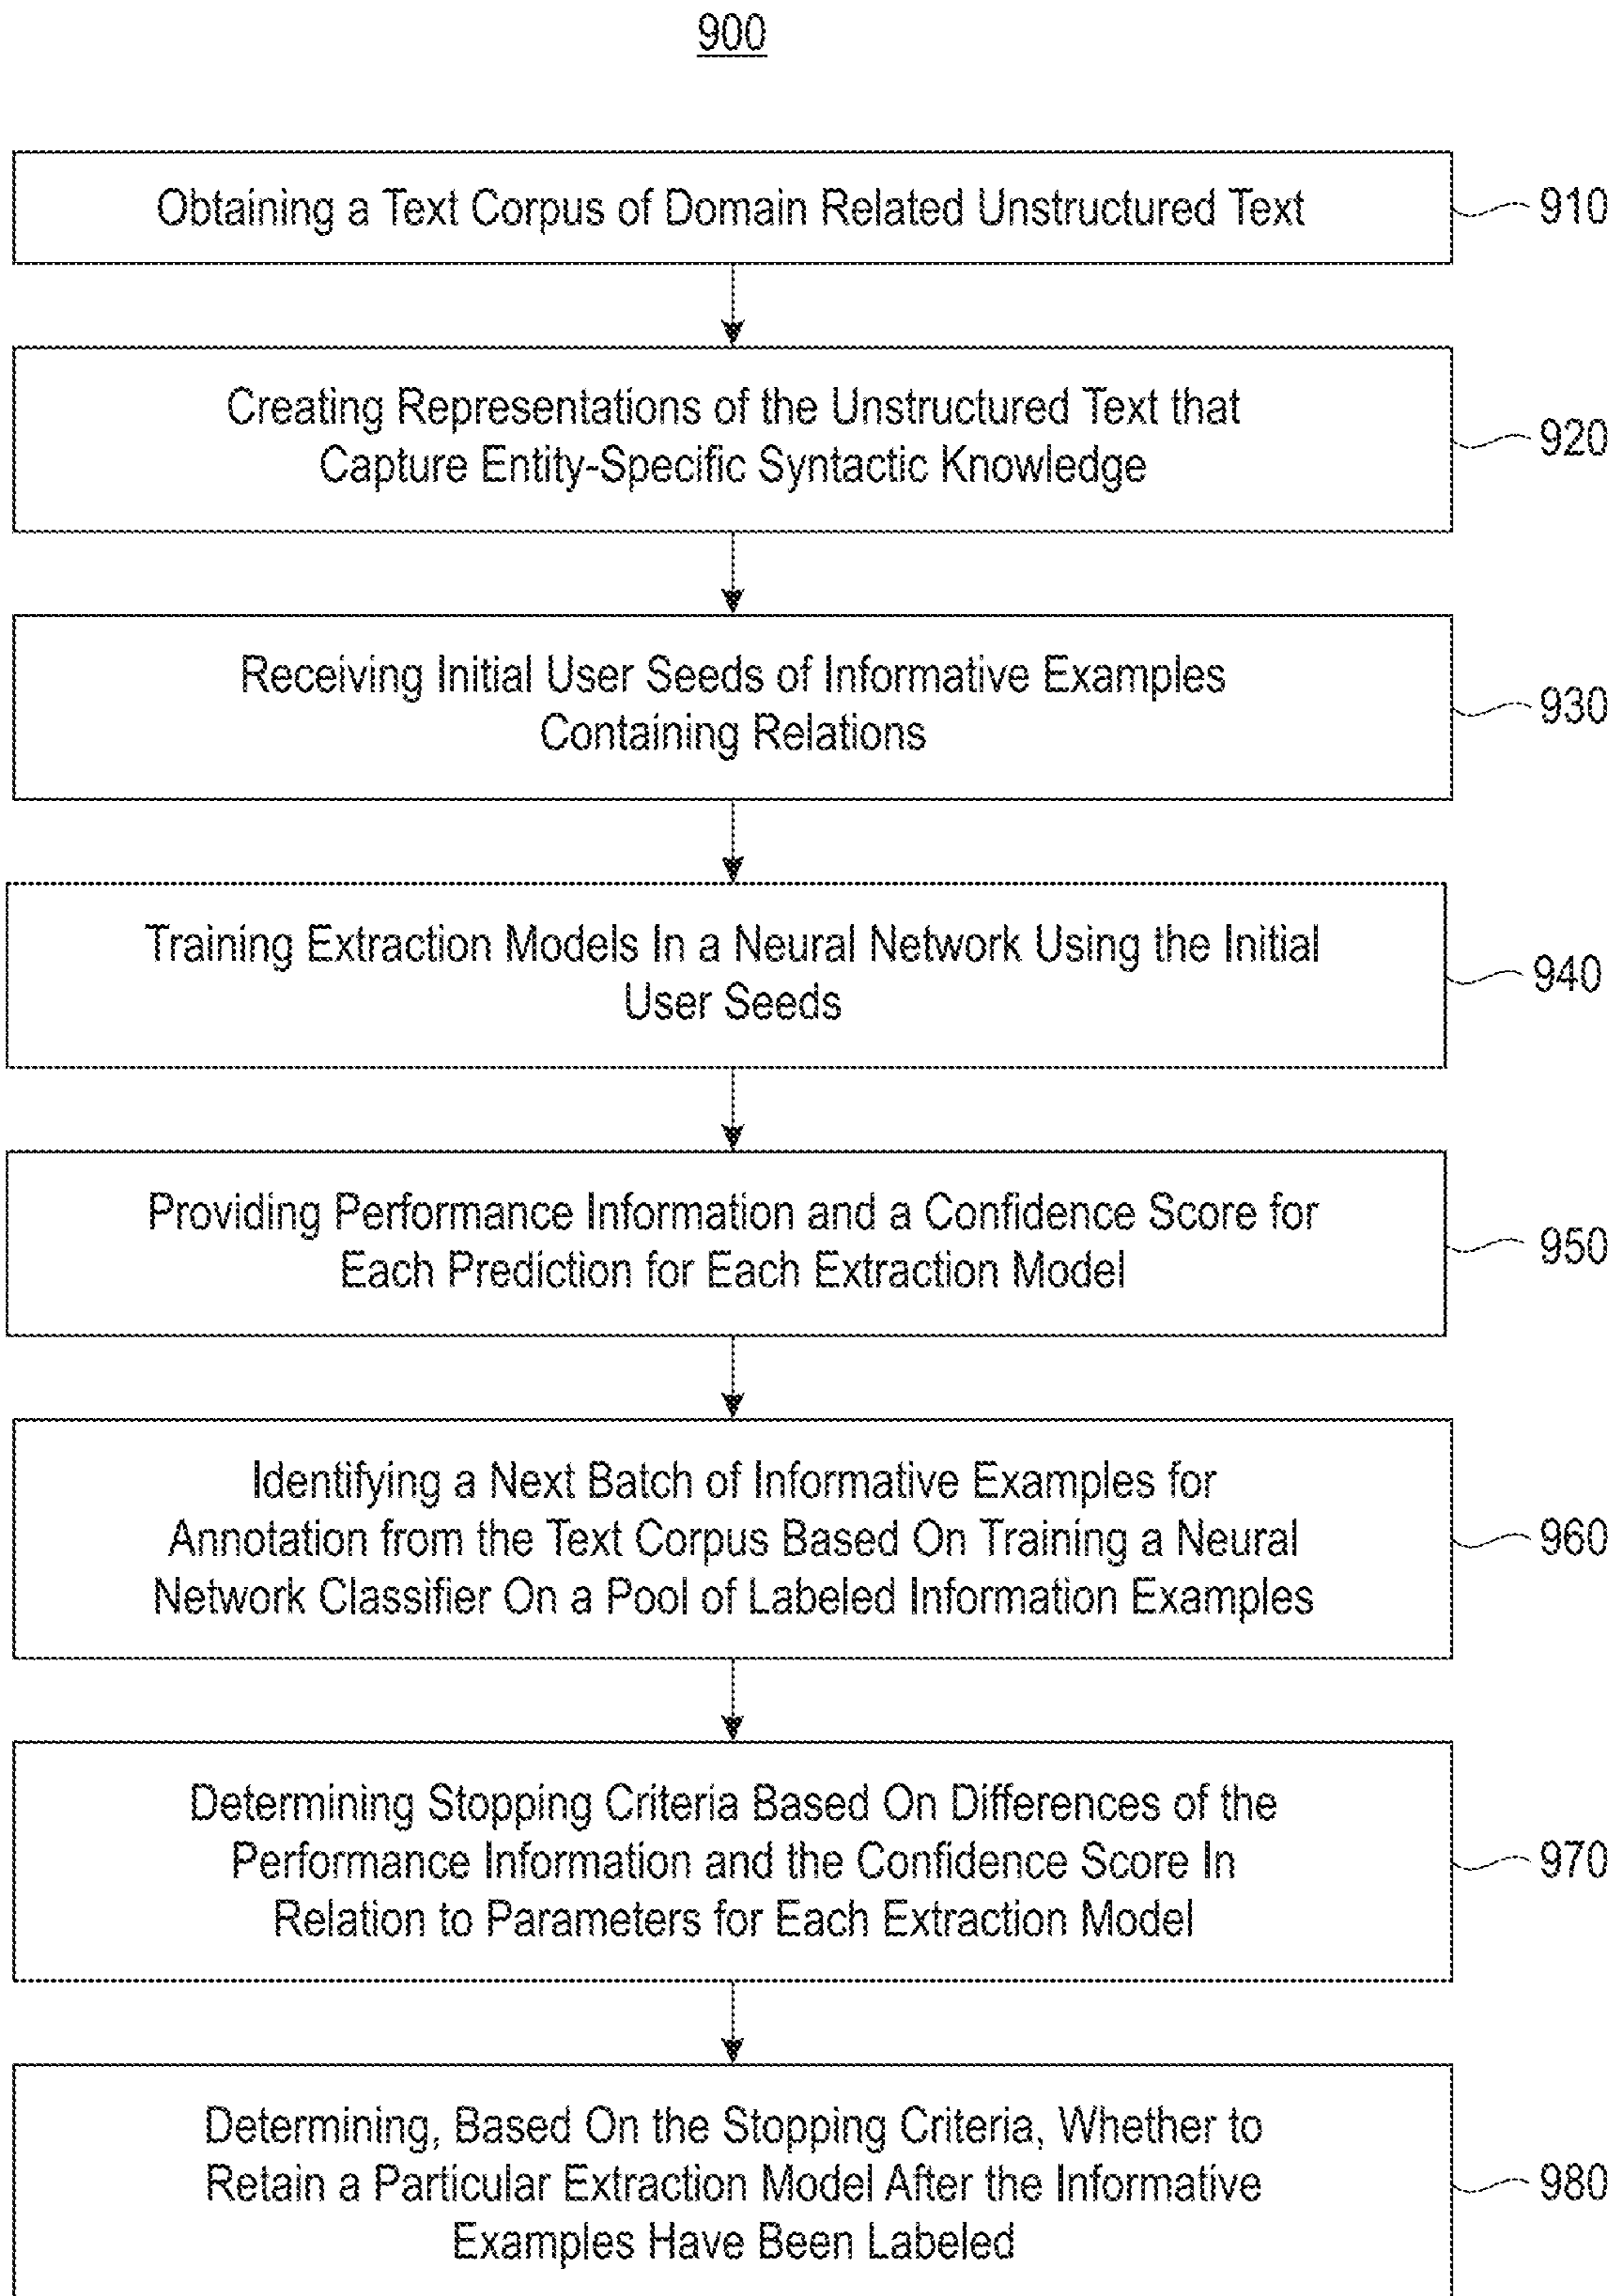 900
Obtaining a Text Corpus of Domain Related Unstructured Text
910
Creating Representations of the Unstructured Text that
Capture Entity-Specific Syntactic Knowledge
920
Receiving Initial User Seeds of Informative Examples
Containing Relations
930
Training Extraction Models In a Neural Network Using the Initial
User Seeds
940
Providing Performance Information and a Confidence Score for
Each Prediction for Each Extraction Model
950
Identifying a Next Batch of Informative Examples for
Annotation from the Text Corpus Based On Training a Neural
Network Classifier On a Pool of Labeled Information Examples
960
Determining Stopping Criteria Based On Differences of the
Performance Information and the Confidence Score In
Relation to Parameters for Each Extraction Model
970
Determining, Based On the Stopping Criteria, Whether to
Retain a Particular Extraction Model After the Informative
Examples Have Been Labeled
980